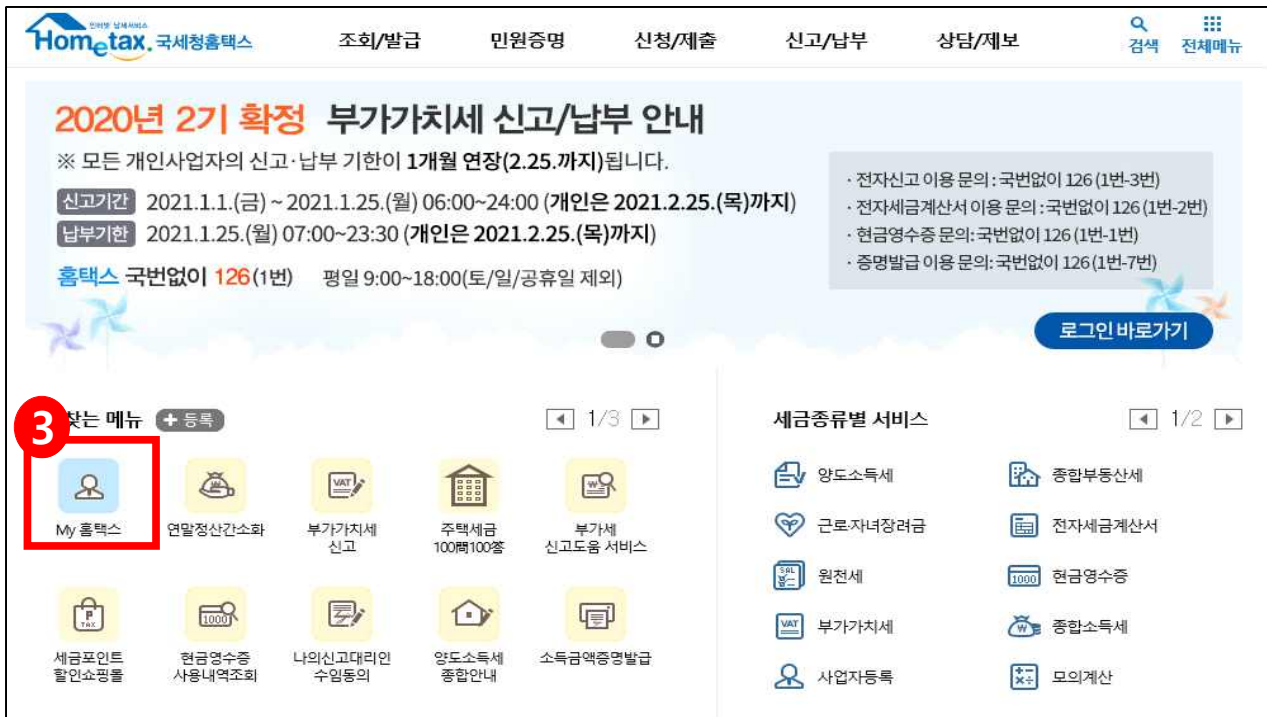 인터넷 납세서비스
Hometax. 국세청홈택스
조회/발급 민원증명 신청/제출 신고/납부 상담/제보 검색 전체메뉴
2020년 2기 확정 부가가치세 신고/납부 안내
※ 모든 개인사업자의 신고·납부 기한이 1개월 연장(2.25.까지)됩니다.
신고기간 2021.1.1.(금) ~ 2021.1.25.(월) 06:00~24:00 (개인은 2021.2.25.(목)까지)
납부기한 2021.1.25.(월) 07:00~23:30 (개인은 2021.2.25.(목)까지)
홈택스 국번없이 126 (1번) 평일 9:00~18:00(토/일/공휴일 제외)
· 전자신고 이용 문의 : 국번없이 126 (1번-3번)
· 전자세금계산서 이용 문의 : 국번없이 126 (1번-2번)
· 현금영수증 문의: 국번없이 126 (1번-1번)
· 증명발급 이용 문의: 국번없이 126 (1번-7번)
로그인 바로가기
3
찾는 메뉴 + 등록 1/3
My 홈택스
연말정산간소화
VAT
부가가치세
신고
주택세금
100問100答
W
부가세
신고도움 서비스
P
TAX
세금포인트
할인쇼핑몰
1000
현금영수증
사용내역조회
나의신고대리인
수임동의
양도소득세
종합안내
소득금액증명발급
세금종류별 서비스 1/2
양도소득세
종합부동산세
근로·자녀장려금
전자세금계산서
SAL
원천세
1000 현금영수증
VAT 부가가치세
W 종합소득세
사업자등록
모의계산